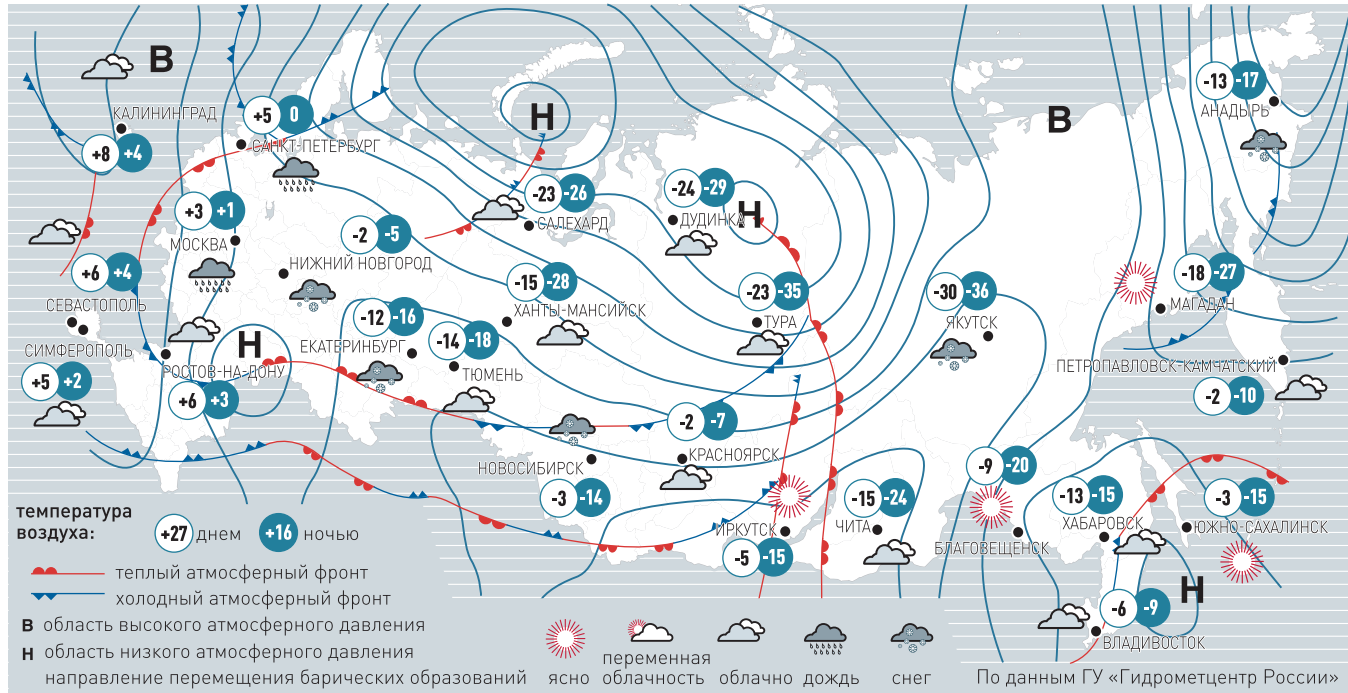 В
КАЛИНИНГРАД
+8 +4
+5 0
САНКТ-ПЕТЕРБУРГ
Н
В
-13 -17
АНАДЫРЬ
+3 +1
МОСКВА
-2 -5
НИЖНИЙ НОВГОРОД
-23 -26
САЛЕХАРД
-24 -29
ДУДИНКА
Н
+6 +4
СЕВАСТОПОЛЬ
СИМФЕРОПОЛЬ
+5 +2
Н
РОСТОВ-НА-ДОНУ
+6 +3
-12 -16
ЕКАТЕРИНБУРГ
-15 -28
ХАНТЫ-МАНСИЙСК
-14 -18
ТЮМЕНЬ
-23 -35
ТУРА
-30 -36
ЯКУТСК
-18 -27
МАГАДАН
ПЕТРОПАВЛОВСК-КАМЧАТСКИЙ
-2 -10
-2 -7
КРАСНОЯРСК
НОВОСИБИРСК
-3 -14
ИРКУТСК
-5 -15
-15 -24
ЧИТА
-9 -20
БЛАГОВЕЩЕНСК
-13 -15
ХАБАРОВСК
-3 -15
ЮЖНО-САХАЛИНСК
Н
-6 -9
ВЛАДИВОСТОК
температура
воздуха:
+27 днем
+16 ночью
теплый атмосферный фронт
холодный атмосферный фронт
В область высокого атмосферного давления
Н область низкого атмосферного давления
направление перемещения барических образований
ясно
переменная
облачность
облачно
дождь
снег
По данным ГУ «Гидрометцентр России»